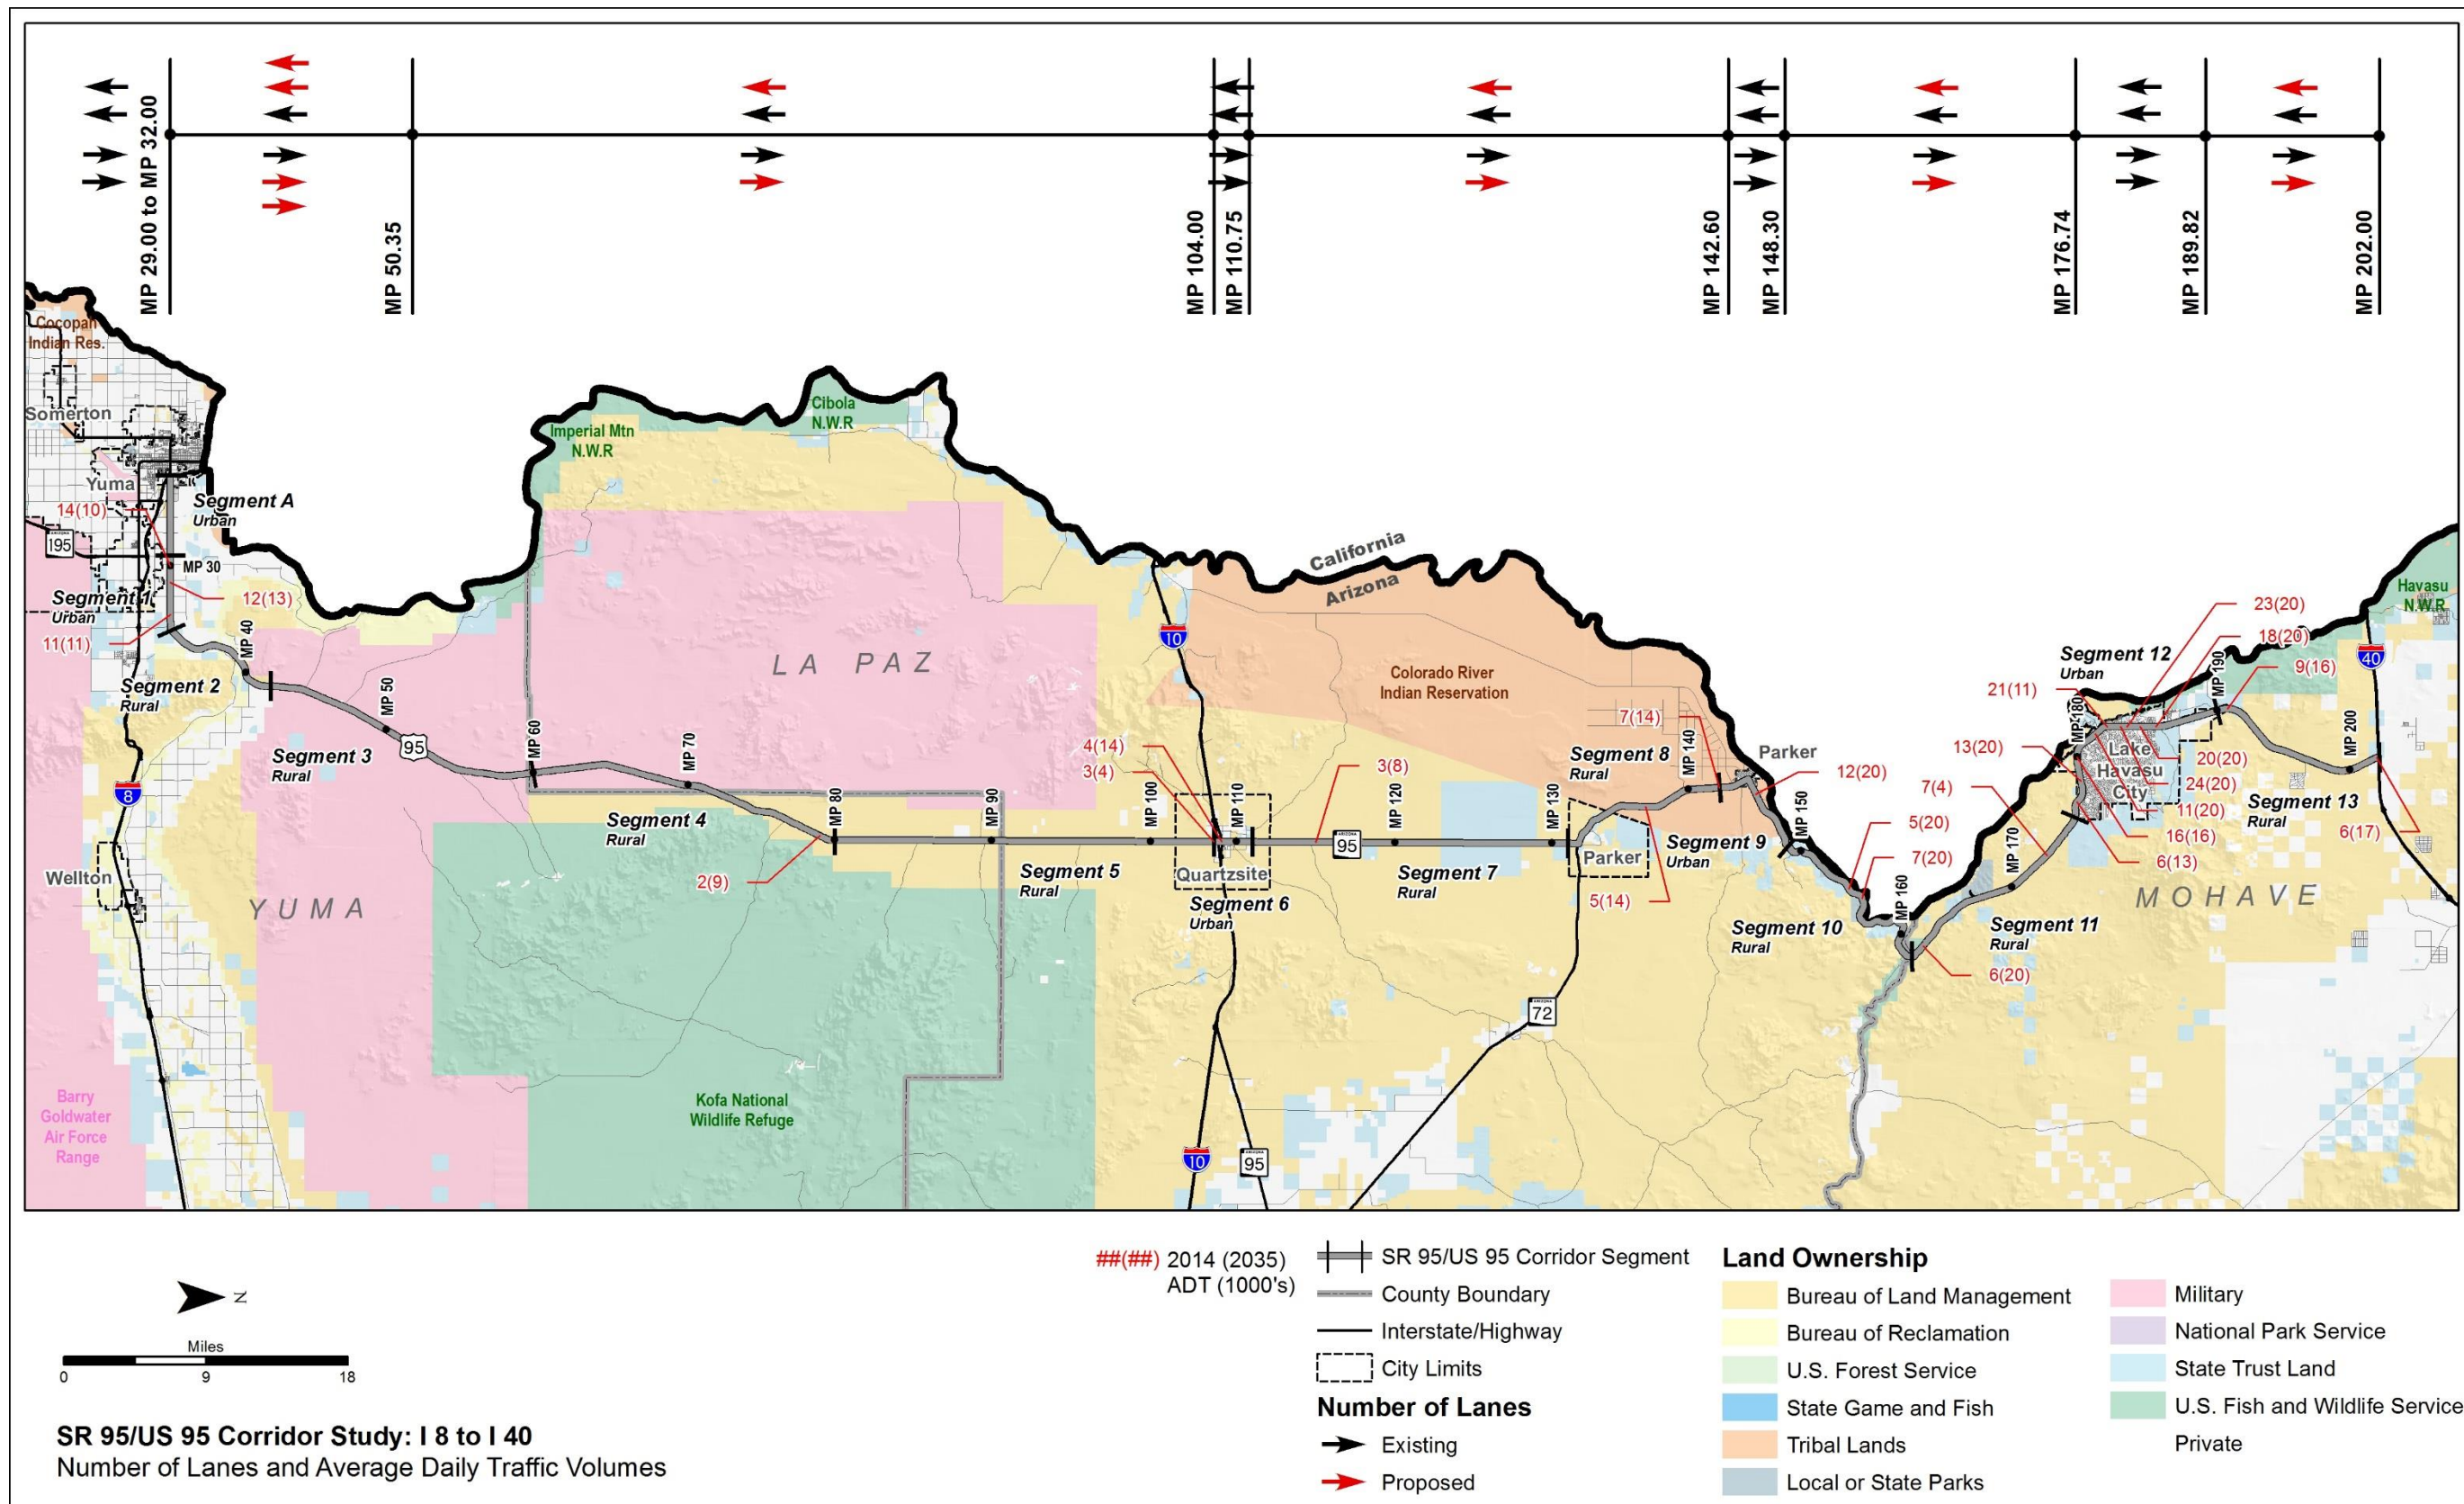 MP 29.00 to MP 32.00
MP 50.35
MP 104.00
MP 110.75
MP 142.60
MP 148.30
MP 176.74
MP 189.82
MP 202.00
Cocopah
Indian Res.
Somerton
Yuma
14(10)
195
Segment A
Urban
MP 30
Segment 1
Urban
12(13)
11(11)
MP 40
Segment 2
Rural
MP 50
Segment 3
Rural
95
8
Wellton
YUMA
Barry
Goldwater
Air Force
Range
Imperial Mtn
N.W.R
Cibola
N.W.R
LA PAZ
MP 60
MP 70
Segment 4
Rural
2(9)
MP 80
MP 90
Kofa National
Wildlife Refuge
Segment 5
Rural
MP 100
4(14)
3(4)
10
MP 110
Quartzsite
Segment 6
Urban
10
ARIZONA
95
California
Arizona
Colorado River
Indian Reservation
3(8)
ARIZONA
95
MP 120
Segment 7
Rural
MP 130
Parker
5(14)
ARIZONA
72
Segment 8
Rural
7(14)
MP 140
Parker
12(20)
Segment 9
Urban
MP 150
5(20)
7(20)
Segment 10
Rural
MP 160
6(20)
Segment 11
Rural
MP 170
MOHAVE
7(4)
13(20)
21(11)
Segment 12
Urban
MP 180
Lake
Havasu
City
23(20)
18(20)
9(16)
MP 190
20(20)
24(20)
11(20)
16(16)
6(13)
Segment 13
Rural
MP 200
6(17)
40
Havasu
N.W.R
N
Miles
0 9 18
SR 95/US 95 Corridor Study: I 8 to I 40
Number of Lanes and Average Daily Traffic Volumes
##(##) 2014 (2035)
ADT (1000's)
SR 95/US 95 Corridor Segment
County Boundary
Interstate/Highway
City Limits
Number of Lanes
Existing
Proposed
Land Ownership
Bureau of Land Management
Bureau of Reclamation
U.S. Forest Service
State Game and Fish
Tribal Lands
Local or State Parks
Military
National Park Service
State Trust Land
U.S. Fish and Wildlife Service
Private